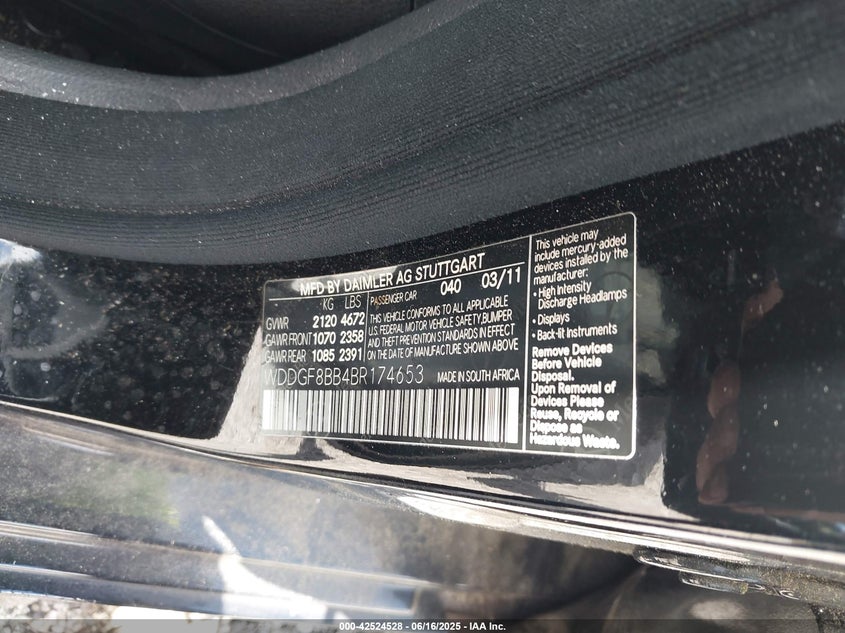 MFD BY DAIMLER AG STUTTGART
KG LBS PASSENGER CAR 040 03/11
GVWR 2120 4672
GAWR FRONT 1070 2358
GAWR REAR 1085 2391
THIS VEHICLE CONFORMS TO ALL APPLICABLE
U.S. FEDERAL MOTOR VEHICLE SAFETY,BUMPER
AND THEFT PREVENTION STANDARDS IN EFFECT
ON THE DATE OF MANUFACTURE SHOWN ABOVE
WDDGF8BB4BR174653 MADE IN SOUTH AFRICA
This vehicle may
include mercury-added
devices installed by the
manufacturer:
• High Intensity
Discharge Headlamps
• Displays
• Back-lit Instruments
Remove Devices
Before Vehicle
Disposal.
Upon Removal of
Devices Please
Reuse, Recycle or
Dispose as
Hazardous Waste.
000-42524528 - 06/16/2025 - © IAA Inc.